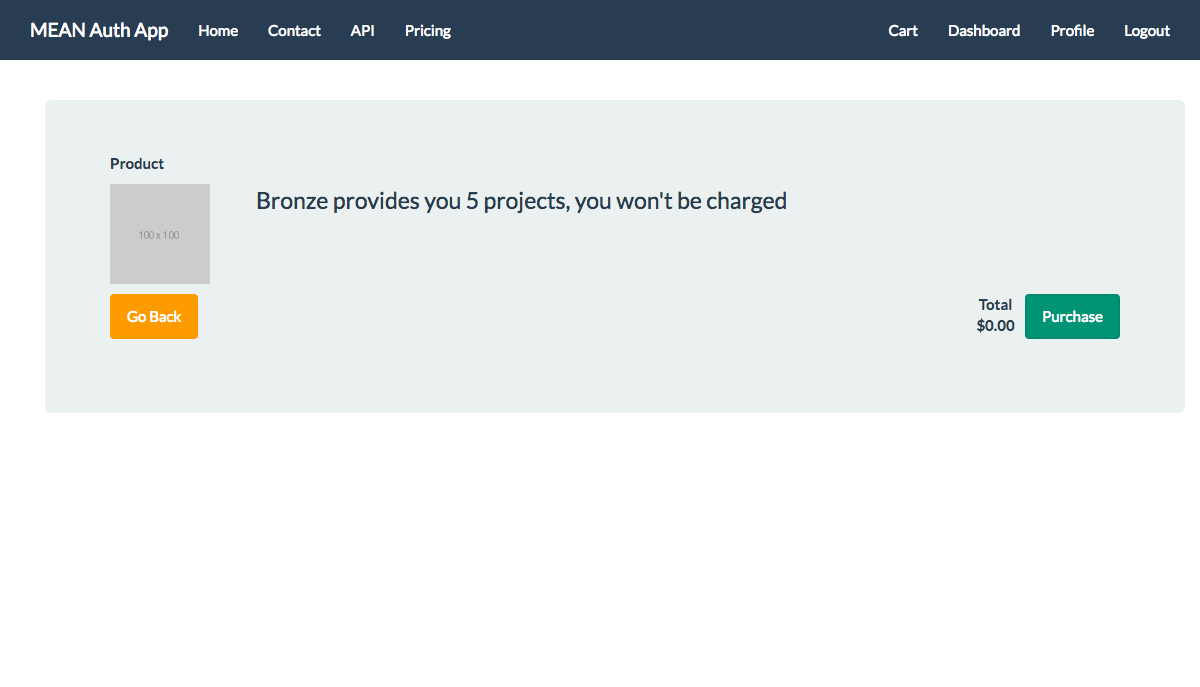 MEAN Auth App Home Contact API Pricing Cart Dashboard Profile Logout
Product
Bronze provides you 5 projects, you won't be charged
100 x 100
Go Back
Total
$0.00
Purchase